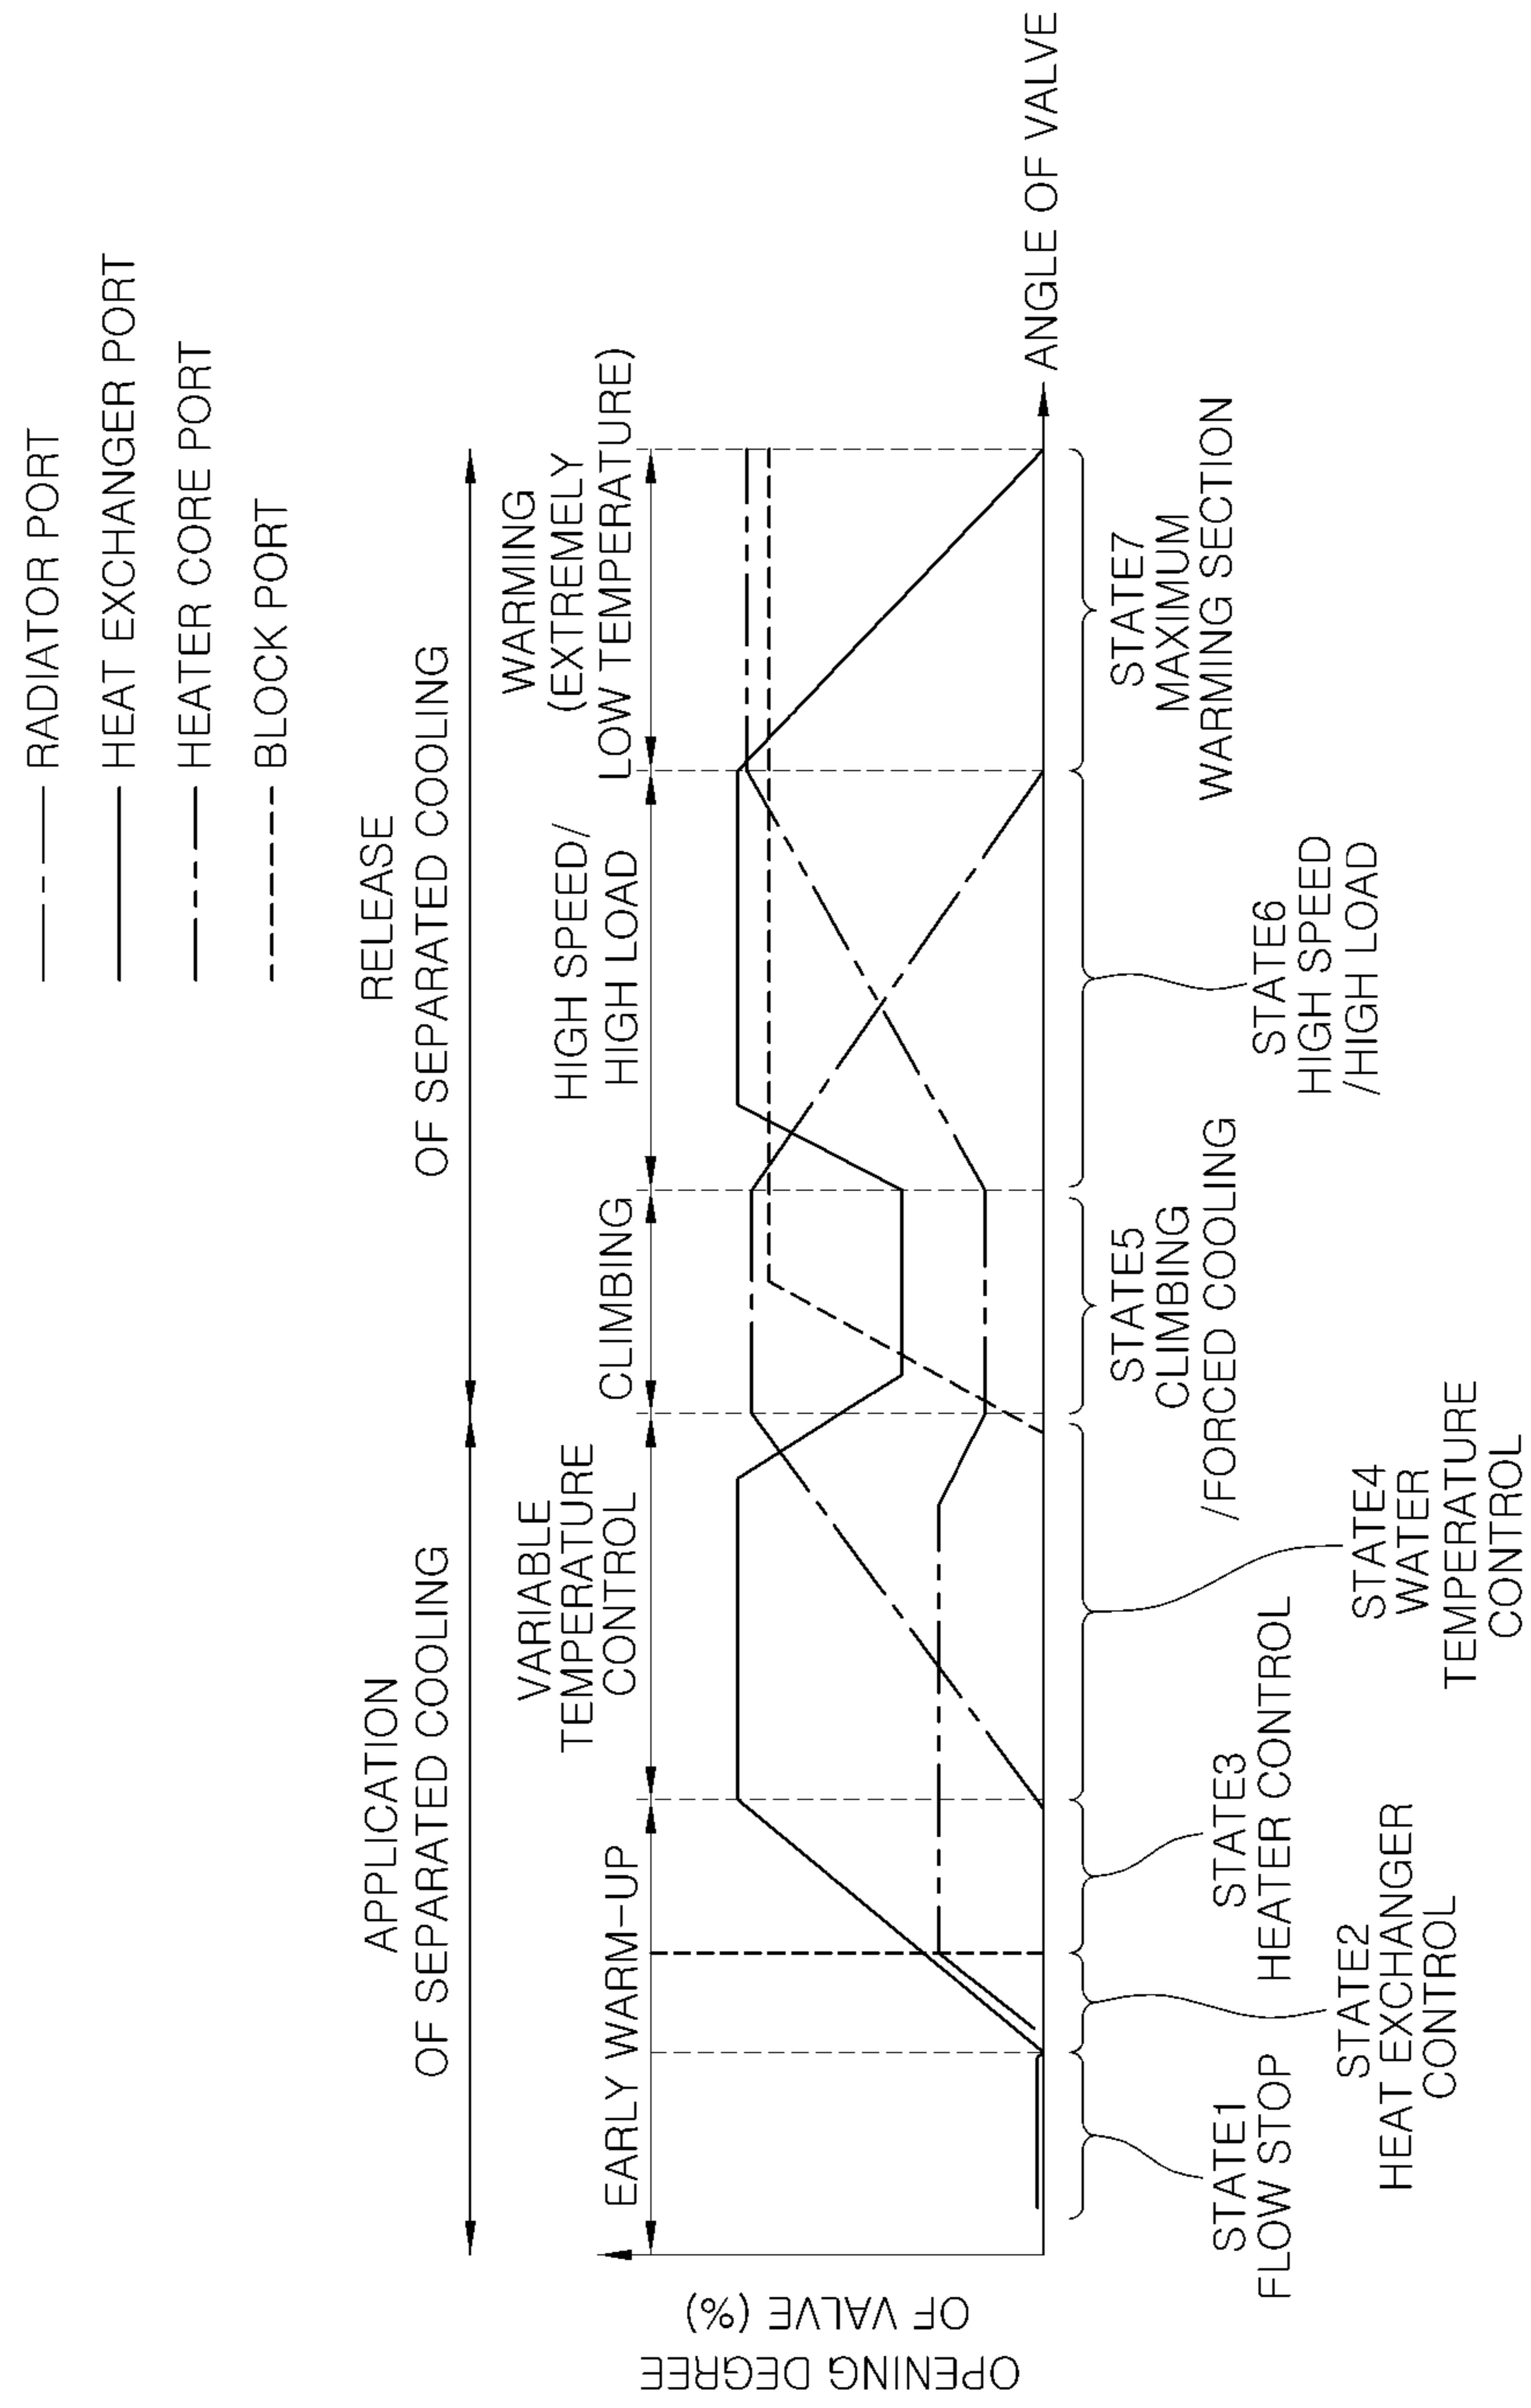 RADIATOR PORT
HEAT EXCHANGER PORT
HEATER CORE PORT
BLOCK PORT
APPLICATION
OF SEPARATED COOLING
RELEASE
OF SEPARATED COOLING
EARLY WARM-UP
VARIABLE
TEMPERATURE
CONTROL
CLIMBING
HIGH SPEED/
HIGH LOAD
WARMING
(EXTREMELY
LOW TEMPERATURE)
OPENING DEGREE
OF VALVE (%)
ANGLE OF VALVE
STATE1
FLOW STOP
STATE2
HEAT EXCHANGER
CONTROL
STATE3
HEATER CONTROL
STATE4
WATER
TEMPERATURE
CONTROL
STATE5
CLIMBING
/FORCED COOLING
STATE6
HIGH SPEED
/HIGH LOAD
STATE7
MAXIMUM
WARMING SECTION